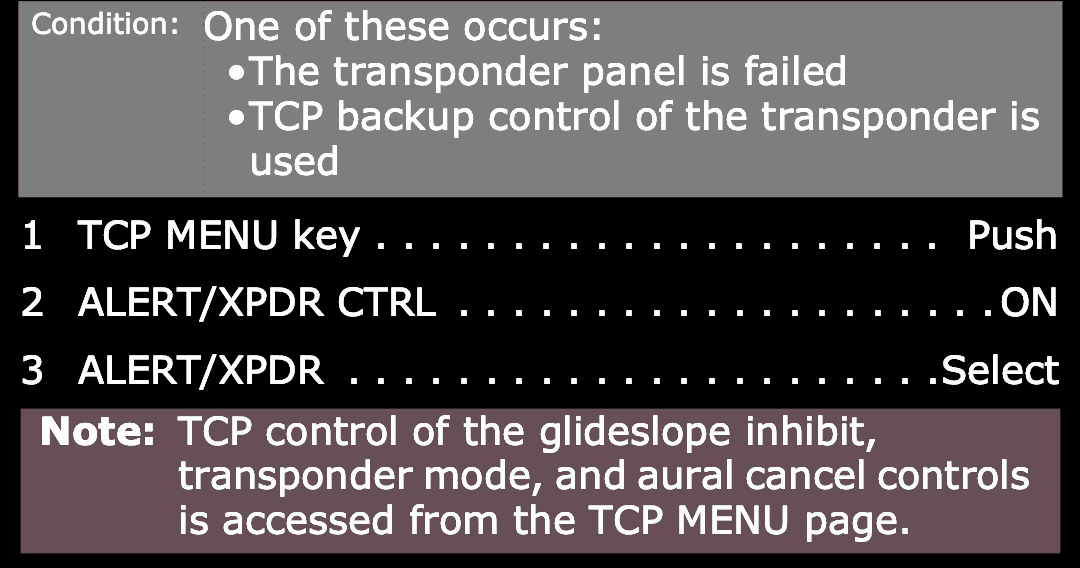 Condition: One of these occurs:
•The transponder panel is failed
•TCP backup control of the transponder is
used
1 TCP MENU key . . . . . . . . . . . . . . . . . . . . . Push
2 ALERT/XPDR CTRL . . . . . . . . . . . . . . . . . . . . ON
3 ALERT/XPDR . . . . . . . . . . . . . . . . . . . . . . Select
Note: TCP control of the glideslope inhibit,
transponder mode, and aural cancel controls
is accessed from the TCP MENU page.